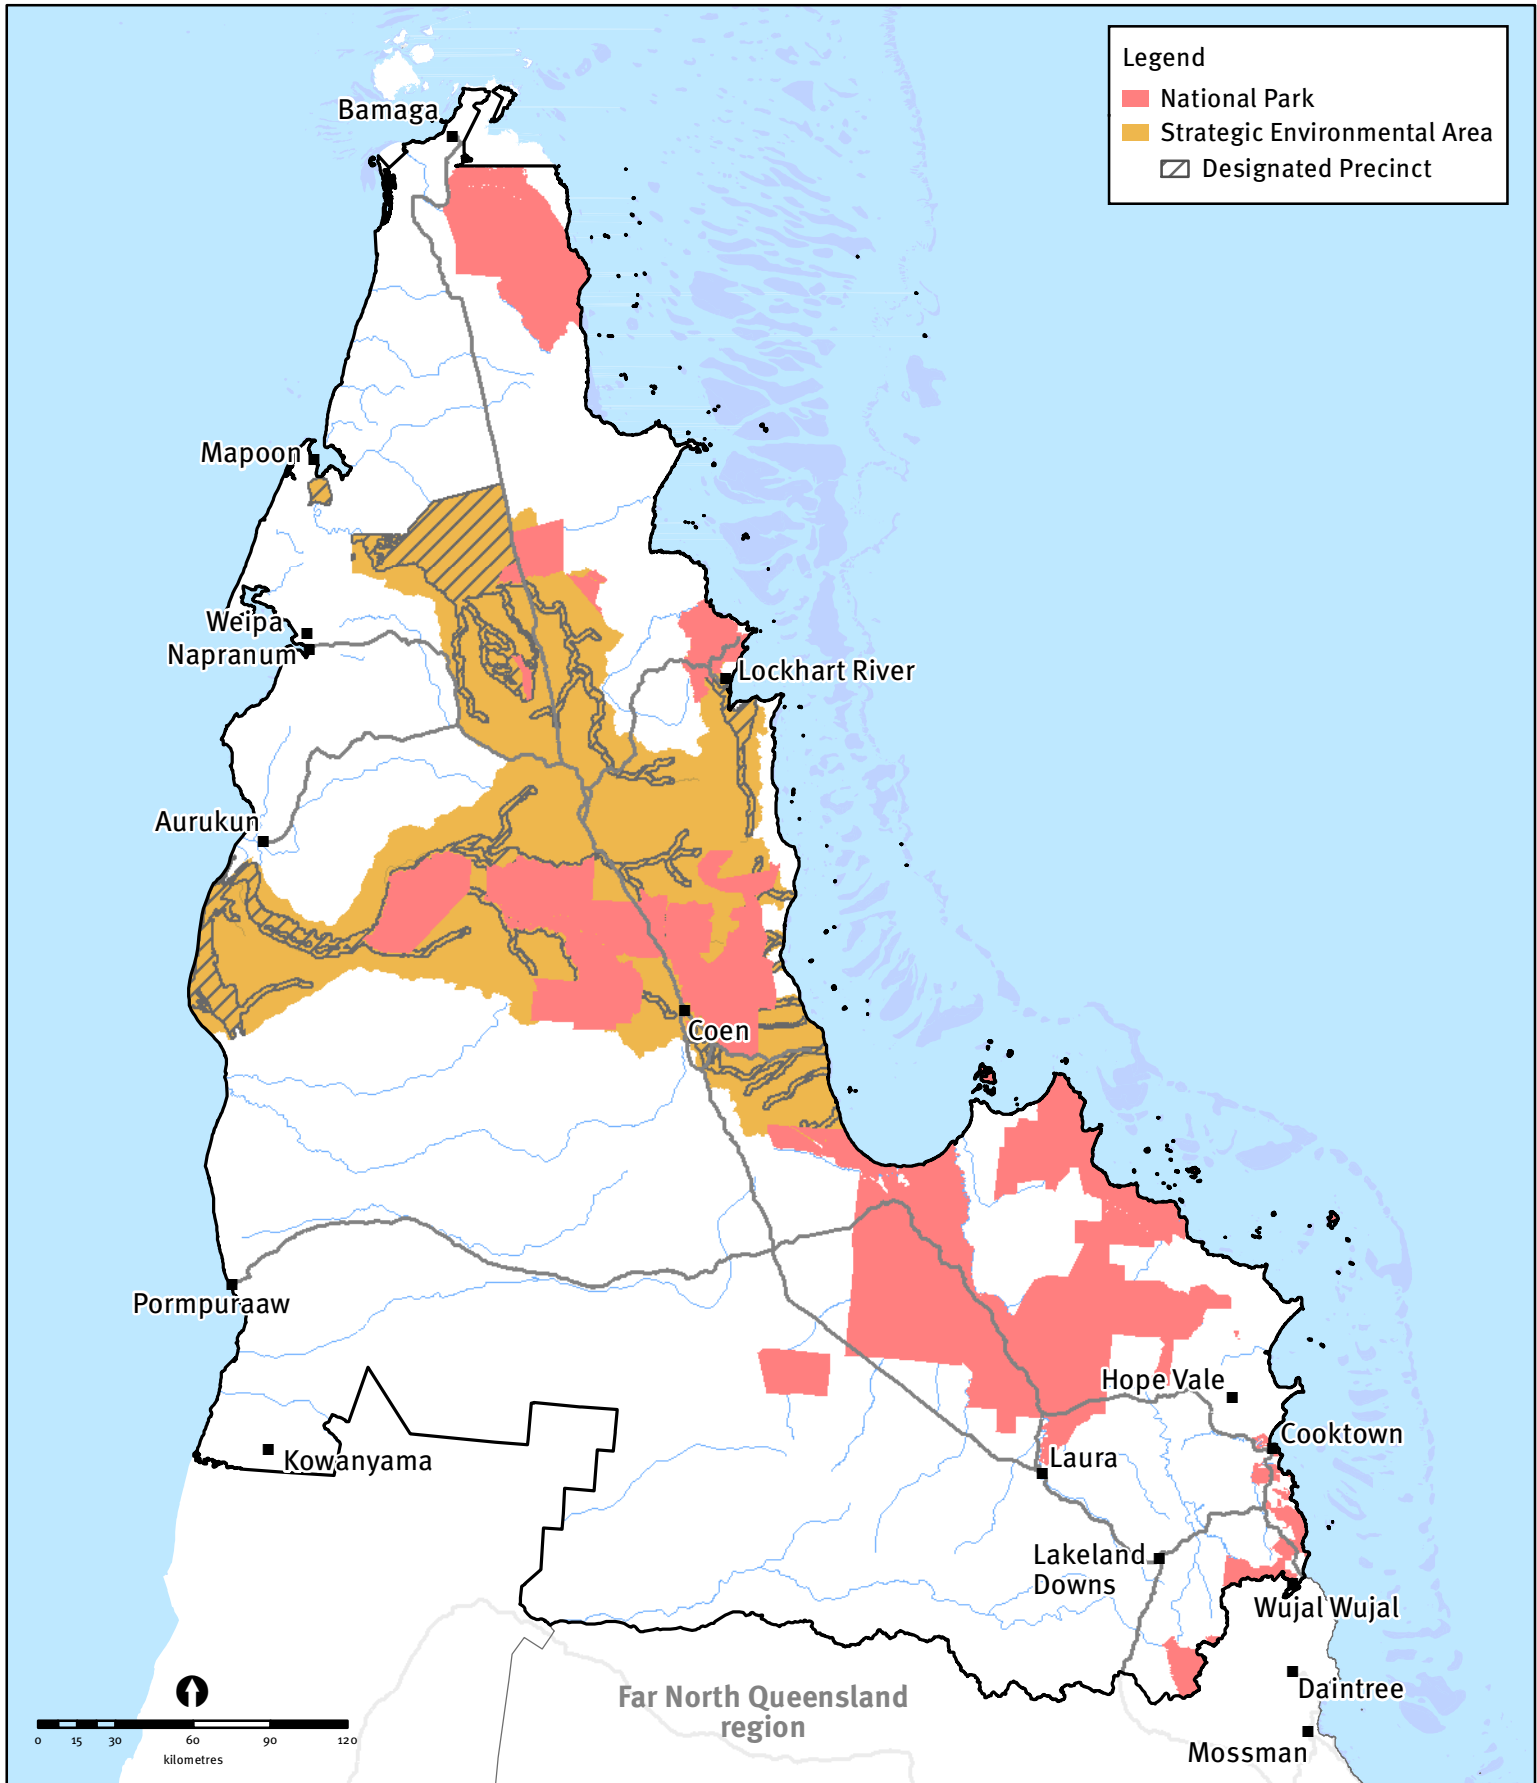 Legend
National Park
Strategic Environmental Area
Designated Precinct
Bamaga
Mapoon
Weipa
Napranum
Lockhart River
Aurukun
Coen
Pormpuraaw
Hope Vale
Cooktown
Kowanyama
Laura
Lakeland
Downs
Wujal Wujal
Daintree
Far North Queensland
region
Mossman
0 15 30 60 90 120
kilometres